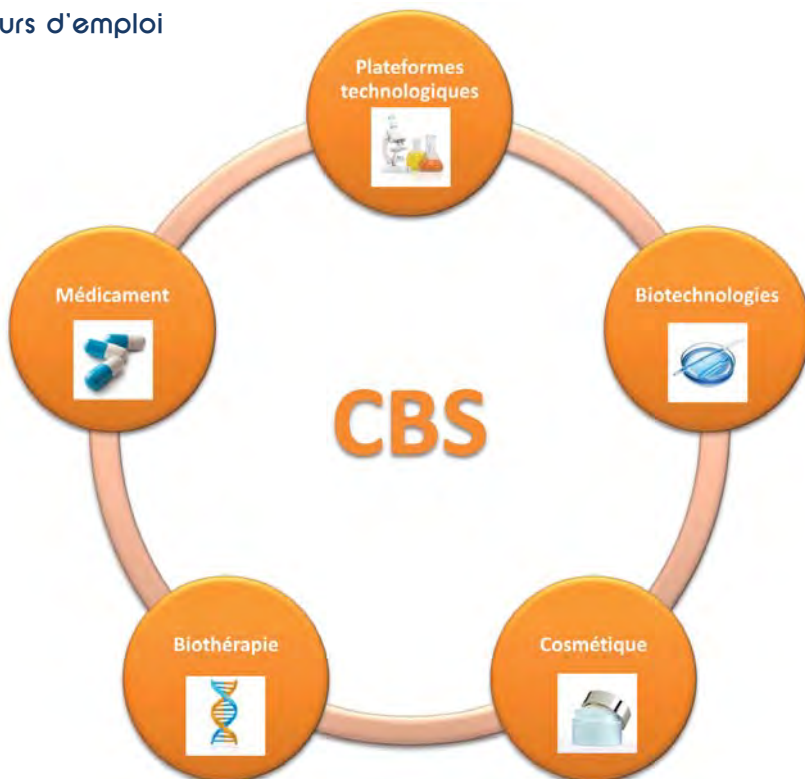 urs d'emploi
Plateformes
technologiques
Médicament
Biotechnologies
CBS
Biothérapie
Cosmétique